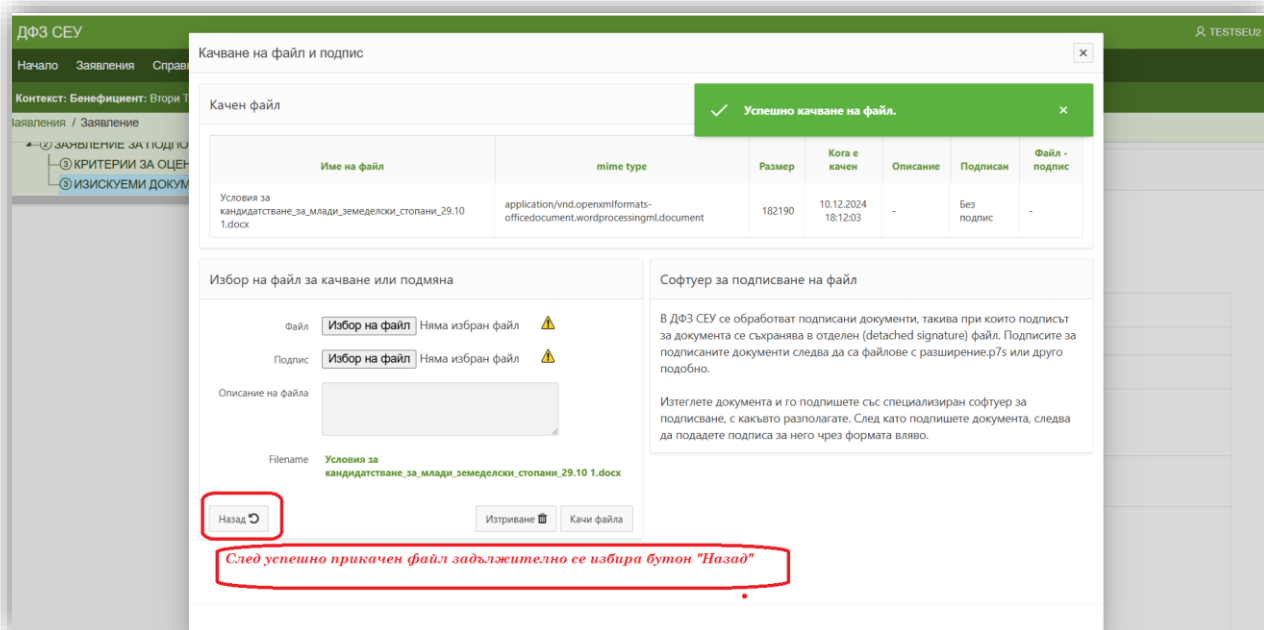 ДФЗ СЕУ
TESTSEU2
Начало Заявления Справ
Контекст: Бенефициент: Втори Т
Заявления / Заявление
② ЗАЯВЛЕНИЕ ЗА ПОДПО
③ КРИТЕРИИ ЗА ОЦЕН
③ ИЗИСКУЕМИ ДОКУМ
Качване на файл и подпис
Качен файл
Успешно качване на файл.
Име на файл mime type Размер Кога е качен Описание Подписан Файл - подпис
Условия за
кандидатстване_за_млади_земеделски_стопани_29.10
1.docx
application/vnd.openxmlformats-
officedocument.wordprocessingml.document
182190
10.12.2024
18:12:03
-
Без
подпис
-
Избор на файл за качване или подмяна
Файл Избор на файл Няма избран файл
Подпис Избор на файл Няма избран файл
Описание на файла
Filename Условия за
кандидатстване_за_млади_земеделски_стопани_29.10 1.docx
Назад Изтриване Качи файла
Софтуер за подписване на файл
В ДФЗ СЕУ се обработват подписани документи, такива при които подписът
за документа се съхранява в отделен (detached signature) файл. Подписите за
подписаните документи следва да са файлове с разширение.p7s или друго
подобно.
Изтеглете документа и го подпишете със специализиран софтуер за
подписване, с какъвто разполагате. След като подпишете документа, следва
да подадете подписа за него чрез формата вляво.
След успешно прикачен файл задължително се избира бутон "Назад"